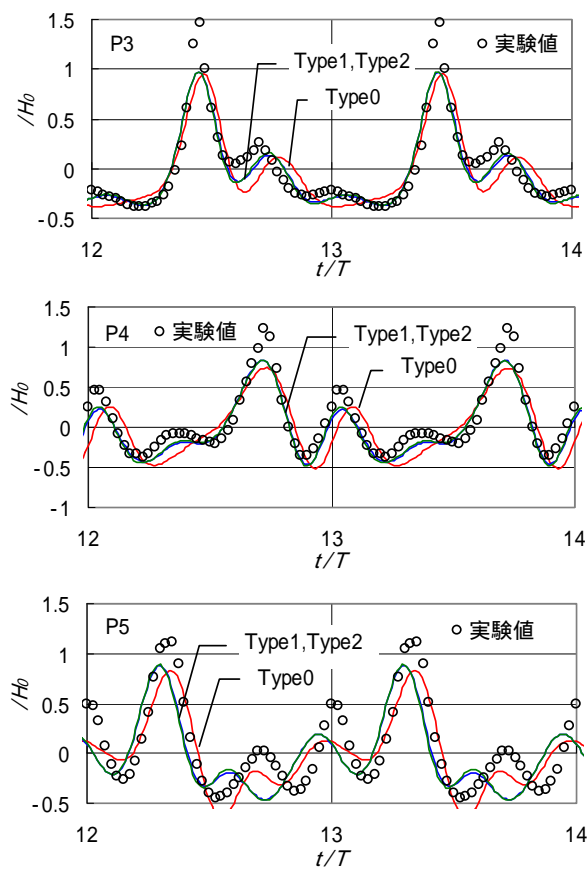 P3
○ 実験値
Type1,Type2
Type0
1.5
1
0.5
0
-0.5
/H0
12
13
14
t/T
P4
○ 実験値
Type1,Type2
Type0
1.5
1
0.5
0
-0.5
-1
/H0
12
13
14
t/T
P5
○ 実験値
Type1,Type2
Type0
1.5
1
0.5
0
-0.5
/H0
12
13
14
t/T